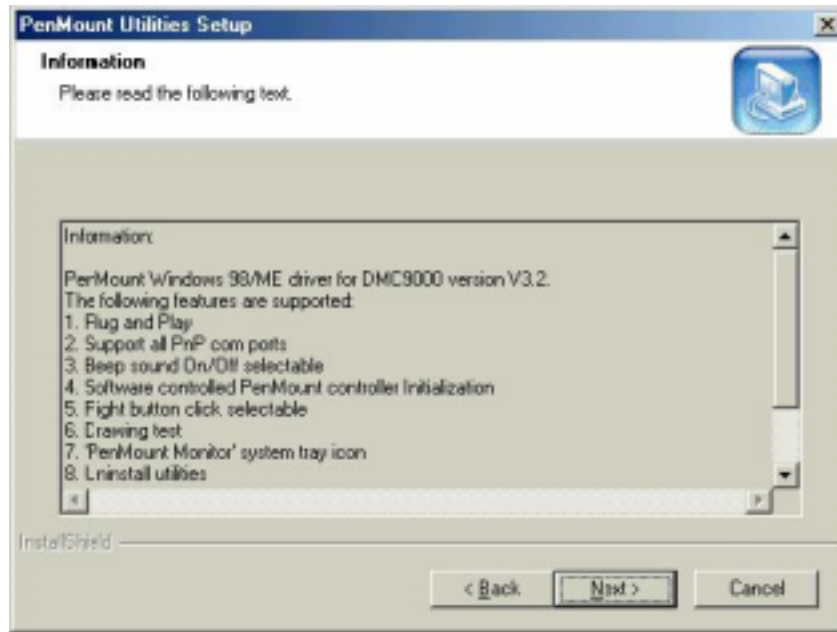 PenMount Utilities Setup
Information
Please read the following text.
Information:
PenMount Windows 98/ME driver for DMC9000 version V3.2.
The following features are supported:
1. Plug and Play
2. Support all PnP com ports
3. Beep sound On/Off selectable
4. Software controlled PenMount controller Initialization
5. Right button click selectable
6. Drawing test
7. 'PenMount Monitor' system tray icon
8. Uninstall utilities
InstallShield
< Back
Next >
Cancel